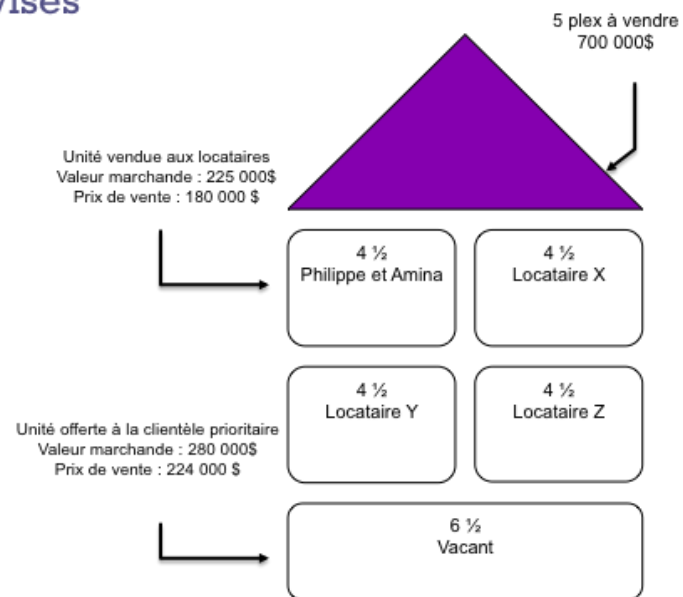 5 plex à vendre
700 000$
Unité vendue aux locataires
Valeur marchande : 225 000$
Prix de vente : 180 000 $
4 ½
Philippe et Amina
4 ½
Locataire X
4 ½
Locataire Y
4 ½
Locataire Z
Unité offerte à la clientèle prioritaire
Valeur marchande : 280 000$
Prix de vente : 224 000 $
6 ½
Vacant